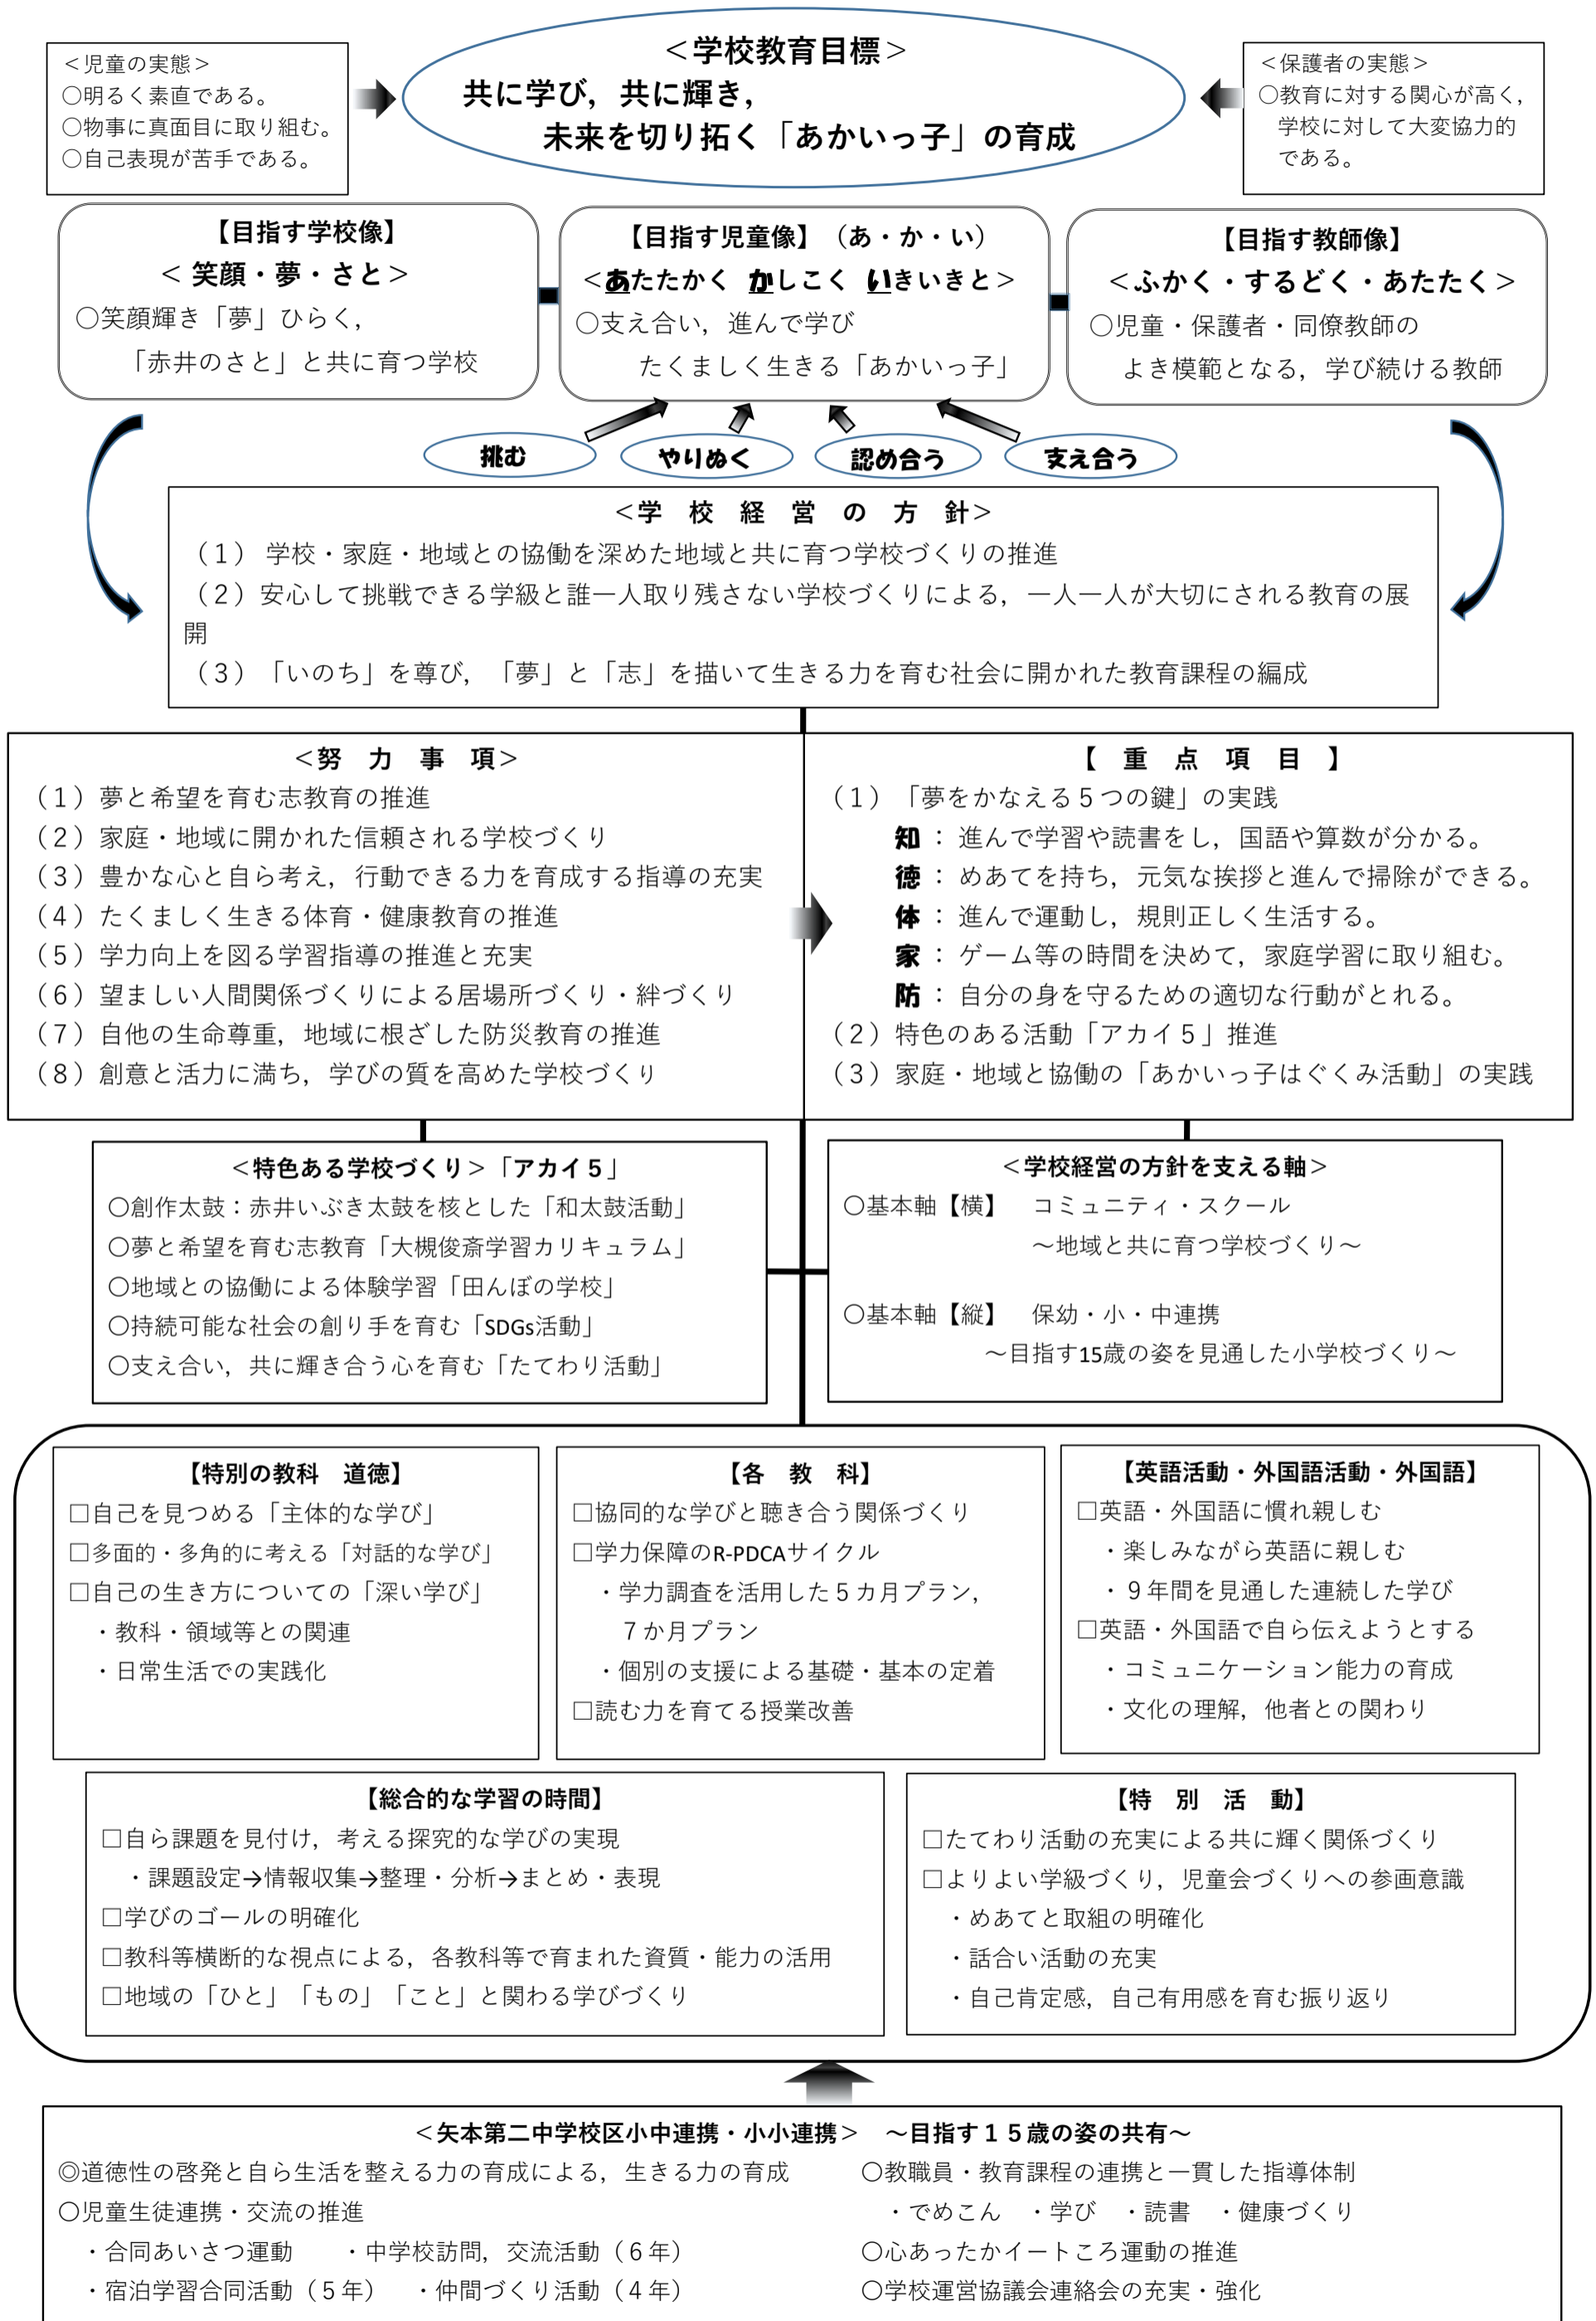 ＜学校教育目標＞
共に学び，共に輝き，
未来を切り拓く「あかいっ子」の育成
＜児童の実態＞
○明るく素直である。
○物事に真面目に取り組む。
○自己表現が苦手である。
＜保護者の実態＞
○教育に対する関心が高く，
学校に対して大変協力的
である。
【目指す学校像】
＜ 笑顔・夢・さと＞
○笑顔輝き「夢」ひらく，
「赤井のさと」と共に育つ学校
【目指す児童像】（あ・か・い）
＜あたたかく かしこく いきいきと＞
○支え合い，進んで学び
たくましく生きる「あかいっ子」
【目指す教師像】
＜ふかく・するどく・あたたく＞
○児童・保護者・同僚教師の
よき模範となる，学び続ける教師
挑む
やりぬく
認め合う
支え合う
＜学 校 経 営 の 方 針＞
（１） 学校・家庭・地域との協働を深めた地域と共に育つ学校づくりの推進
（２）安心して挑戦できる学級と誰一人取り残さない学校づくりによる，一人一人が大切にされる教育の展
開
（３）「いのち」を尊び，「夢」と「志」を描いて生きる力を育む社会に開かれた教育課程の編成
＜努 力 事 項＞
（１）夢と希望を育む志教育の推進
（２）家庭・地域に開かれた信頼される学校づくり
（３）豊かな心と自ら考え，行動できる力を育成する指導の充実
（４）たくましく生きる体育・健康教育の推進
（５）学力向上を図る学習指導の推進と充実
（６）望ましい人間関係づくりによる居場所づくり・絆づくり
（７）自他の生命尊重，地域に根ざした防災教育の推進
（８）創意と活力に満ち，学びの質を高めた学校づくり
【 重 点 項 目 】
（１）「夢をかなえる５つの鍵」の実践
知：進んで学習や読書をし，国語や算数が分かる。
徳：めあてを持ち，元気な挨拶と進んで掃除ができる。
体：進んで運動し，規則正しく生活する。
家：ゲーム等の時間を決めて，家庭学習に取り組む。
防：自分の身を守るための適切な行動がとれる。
（２）特色のある活動「アカイ５」推進
（３）家庭・地域と協働の「あかいっ子はぐくみ活動」の実践
＜特色ある学校づくり＞「アカイ５」
○創作太鼓：赤井いぶき太鼓を核とした「和太鼓活動」
○夢と希望を育む志教育「大槻俊斎学習カリキュラム」
○地域との協働による体験学習「田んぼの学校」
○持続可能な社会の創り手を育む「SDGs活動」
○支え合い，共に輝き合う心を育む「たてわり活動」
＜学校経営の方針を支える軸＞
○基本軸【横】 コミュニティ・スクール
～地域と共に育つ学校づくり～
○基本軸【縦】 保幼・小・中連携
～目指す15歳の姿を見通した小学校づくり～
【特別の教科 道徳】
□自己を見つめる「主体的な学び」
□多面的・多角的に考える「対話的な学び」
□自己の生き方についての「深い学び」
・教科・領域等との関連
・日常生活での実践化
【各 教 科】
□協同的な学びと聴き合う関係づくり
□学力保障のR-PDCAサイクル
・学力調査を活用した５カ月プラン，
７か月プラン
・個別の支援による基礎・基本の定着
□読む力を育てる授業改善
【英語活動・外国語活動・外国語】
□英語・外国語に慣れ親しむ
・楽しみながら英語に親しむ
・９年間を見通した連続した学び
□英語・外国語で自ら伝えようとする
・コミュニケーション能力の育成
・文化の理解，他者との関わり
【総合的な学習の時間】
□自ら課題を見付け，考える探究的な学びの実現
・課題設定→情報収集→整理・分析→まとめ・表現
□学びのゴールの明確化
□教科等横断的な視点による，各教科等で育まれた資質・能力の活用
□地域の「ひと」「もの」「こと」と関わる学びづくり
【特 別 活 動】
□たてわり活動の充実による共に輝く関係づくり
□よりよい学級づくり，児童会づくりへの参画意識
・めあてと取組の明確化
・話合い活動の充実
・自己肯定感，自己有用感を育む振り返り
＜矢本第二中学校区小中連携・小小連携＞ ～目指す１５歳の姿の共有～
◎道徳性の啓発と自ら生活を整える力の育成による，生きる力の育成
○児童生徒連携・交流の推進
・合同あいさつ運動 ・中学校訪問，交流活動（６年）
・宿泊学習合同活動（５年） ・仲間づくり活動（４年）
○教職員・教育課程の連携と一貫した指導体制
・でめこん ・学び ・読書 ・健康づくり
○心あったかイートころ運動の推進
○学校運営協議会連絡会の充実・強化